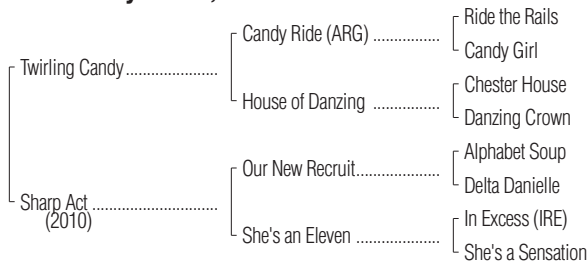 Ride the Rails
Candy Ride (ARG)
Candy Girl
Twirling Candy
Chester House
House of Danzing
Danzing Crown
Alphabet Soup
Our New Recruit
Delta Danielle
Sharp Act
(2010)
In Excess (IRE)
She's an Eleven
She's a Sensation